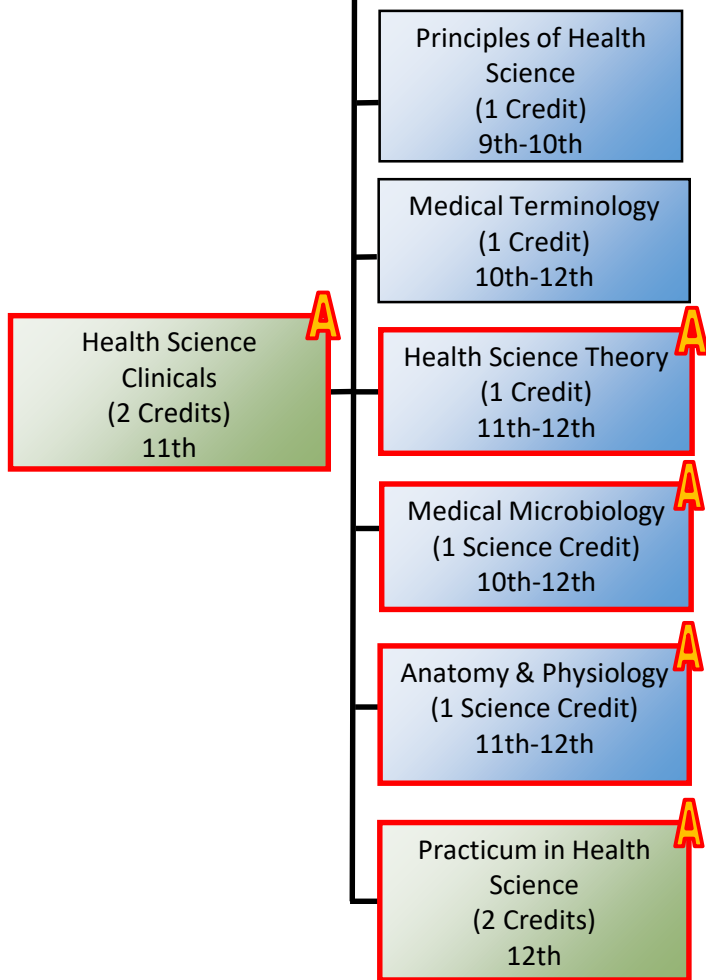 Principles of Health
Science
(1 Credit)
9th-10th
Medical Terminology
(1 Credit)
10th-12th
A
Health Science
Clinicals
(2 Credits)
11th
A
Health Science Theory
(1 Credit)
11th-12th
A
Medical Microbiology
(1 Science Credit)
10th-12th
A
Anatomy & Physiology
(1 Science Credit)
11th-12th
A
Practicum in Health
Science
(2 Credits)
12th